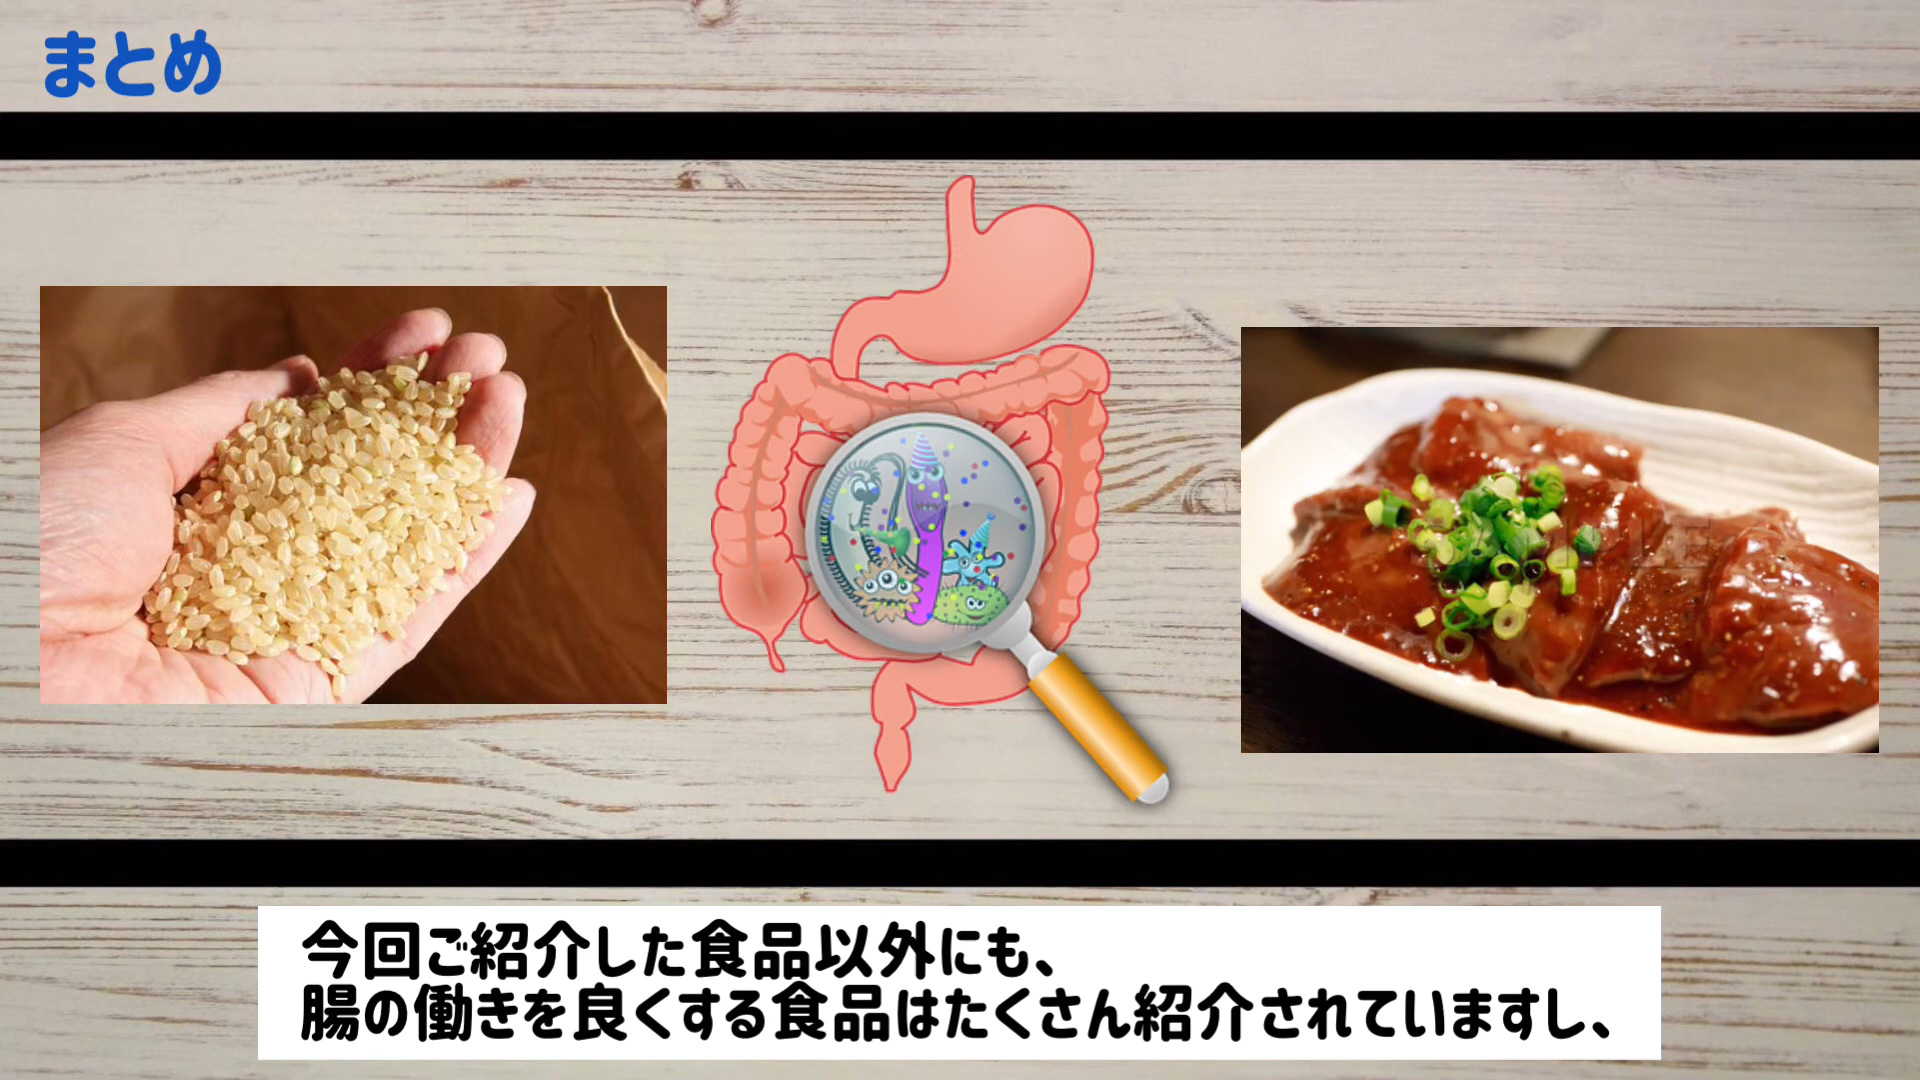 まとめ
今回ご紹介した食品以外にも、
腸の働きを良くする食品はたくさん紹介されていますし、